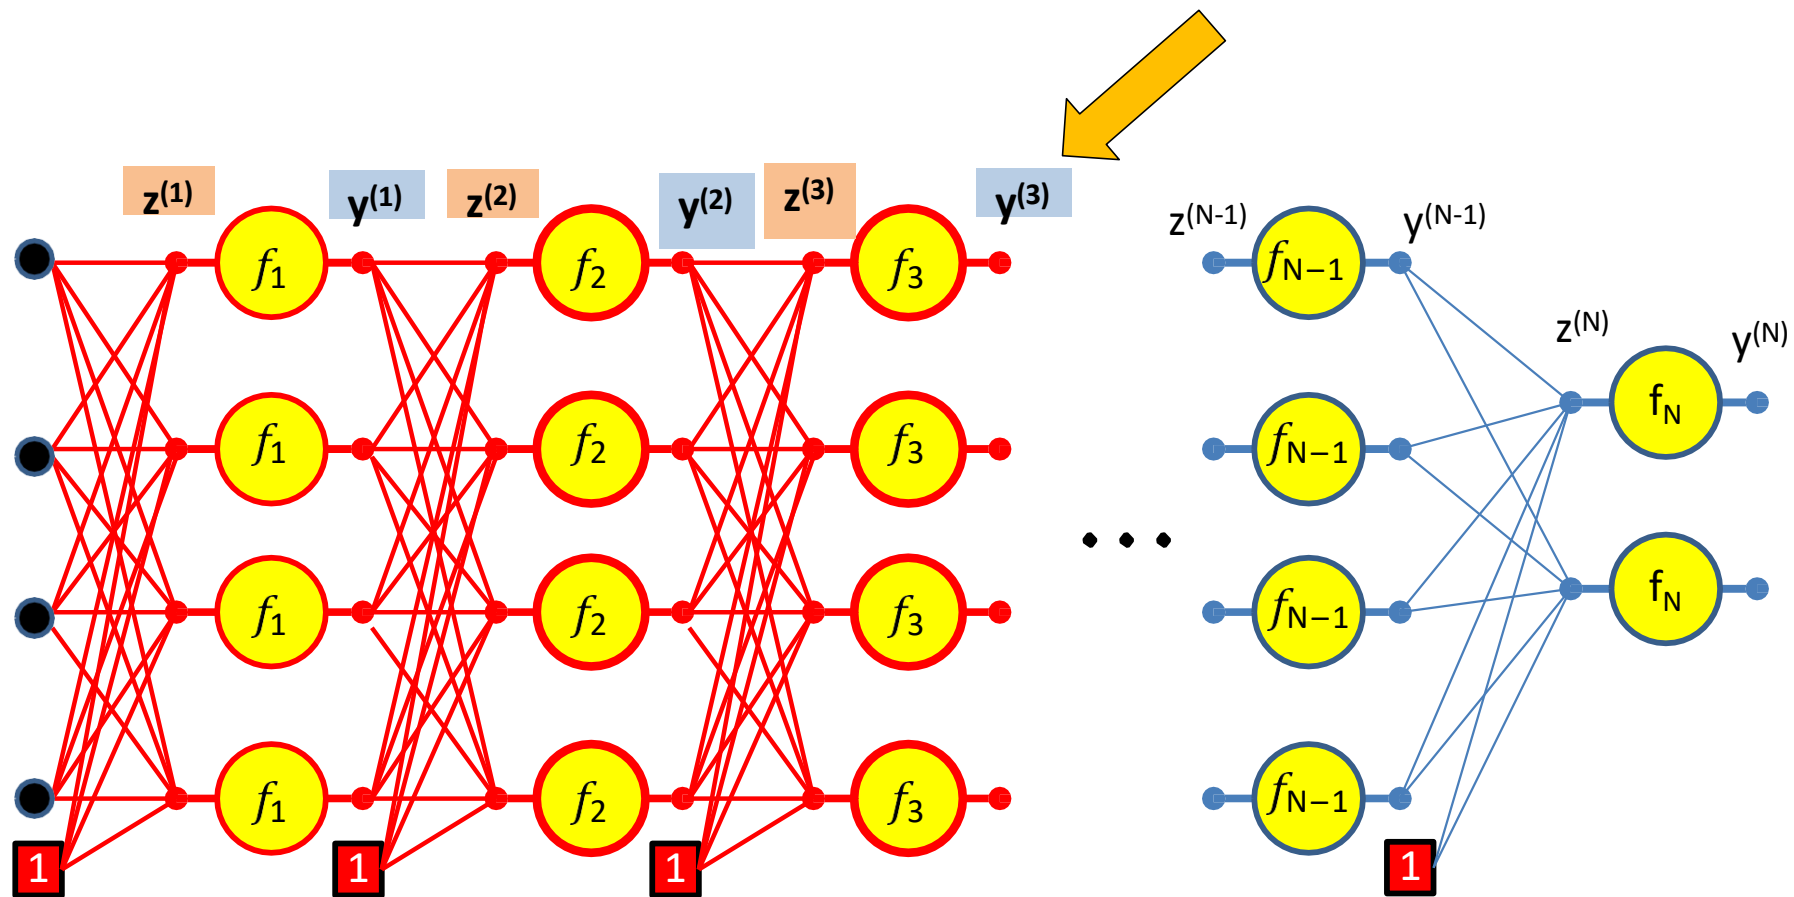 z(1) y(1) z(2) y(2) z(3) y(3) z(N-1) y(N-1)
f1 f2 f3 fN−1
z(N) y(N)
fN
f1 f2 f3 fN−1
f1 f2 f3 fN−1
fN
f1 f2 f3 fN−1
1 1 1 1